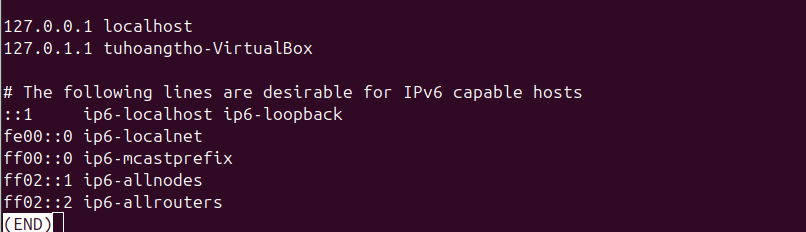 127.0.0.1 localhost
127.0.1.1 tuhoangtho-VirtualBox
# The following lines are desirable for IPv6 capable hosts
::1     ip6-localhost ip6-loopback
fe00::0 ip6-localnet
ff00::0 ip6-mcastprefix
ff02::1 ip6-allnodes
ff02::2 ip6-allrouters
(END)